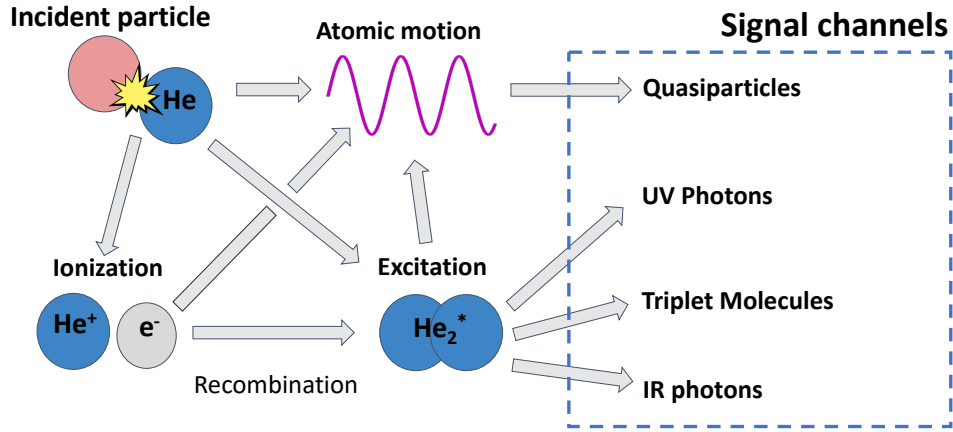 Incident particle
Atomic motion
Signal channels
He
Quasiparticles
UV Photons
Ionization
Excitation
He⁺
e⁻
He₂*
Triplet Molecules
Recombination
IR photons